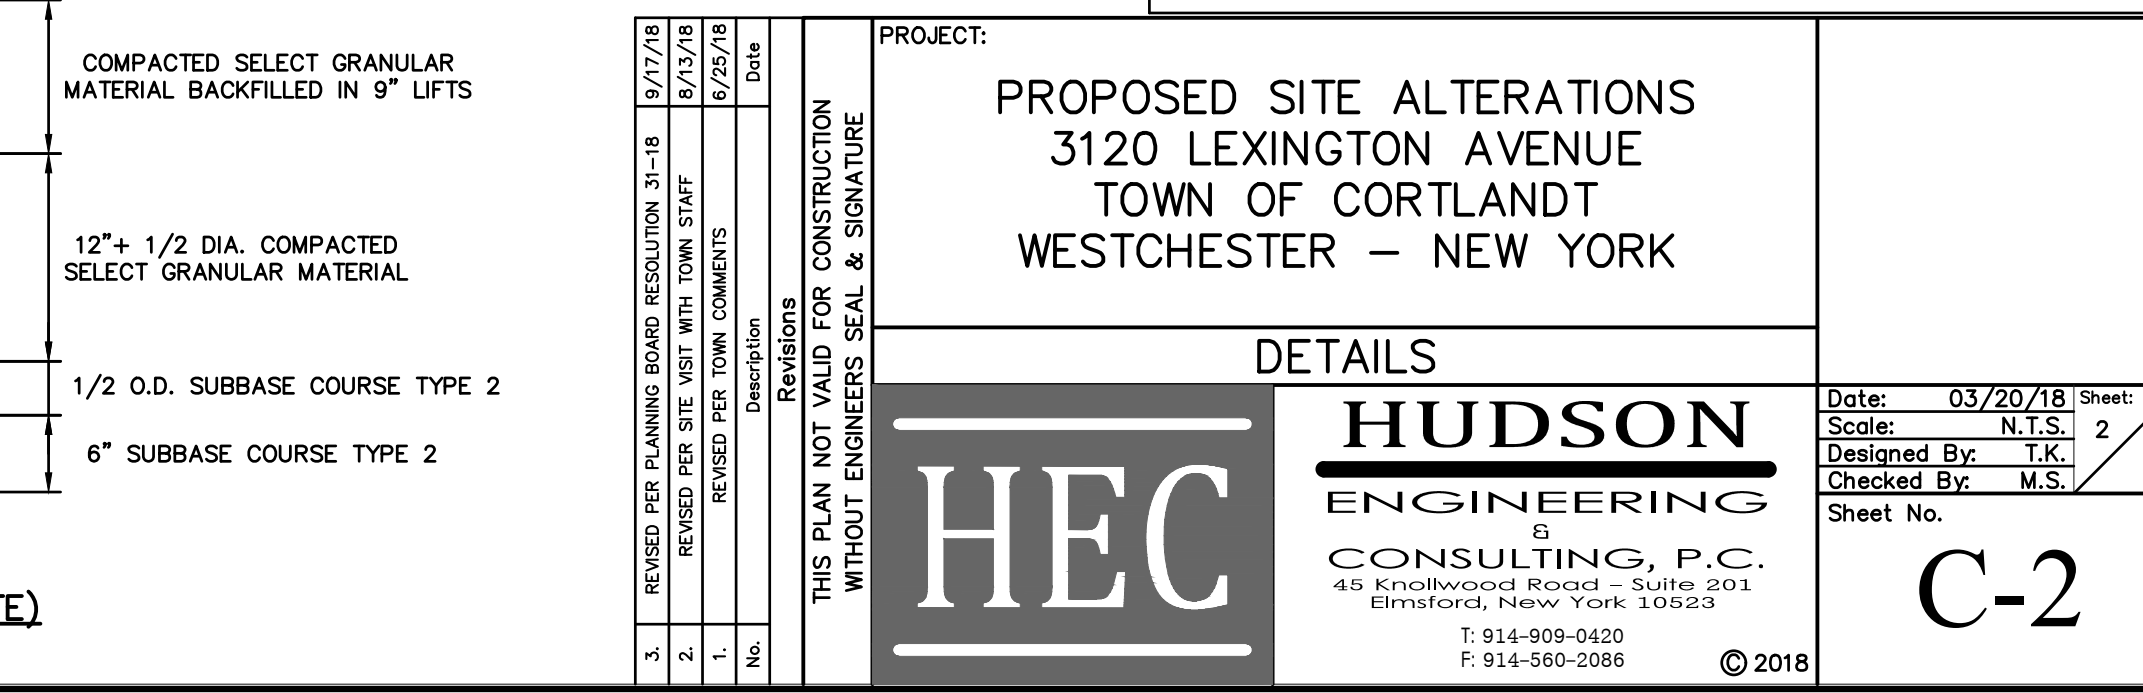 COMPACTED SELECT GRANULAR
MATERIAL BACKFILLED IN 9" LIFTS
12"+ 1/2 DIA. COMPACTED
SELECT GRANULAR MATERIAL
1/2 O.D. SUBBASE COURSE TYPE 2
6" SUBBASE COURSE TYPE 2
E)
3. REVISED PER PLANNING BOARD RESOLUTION 31-18 9/17/18
2. REVISED PER SITE VISIT WITH TOWN STAFF 8/13/18
1. REVISED PER TOWN COMMENTS 6/25/18
No. Description Date
Revisions
THIS PLAN NOT VALID FOR CONSTRUCTION
WITHOUT ENGINEERS SEAL & SIGNATURE
PROJECT:
PROPOSED SITE ALTERATIONS
3120 LEXINGTON AVENUE
TOWN OF CORTLANDT
WESTCHESTER – NEW YORK
DETAILS
HEC
HUDSON
ENGINEERING
&
CONSULTING, P.C.
45 Knollwood Road – Suite 201
Elmsford, New York 10523
T: 914-909-0420
F: 914-560-2086
© 2018
Date: 03/20/18
Scale: N.T.S.
Designed By: T.K.
Checked By: M.S.
Sheet:
2
Sheet No.
C-2